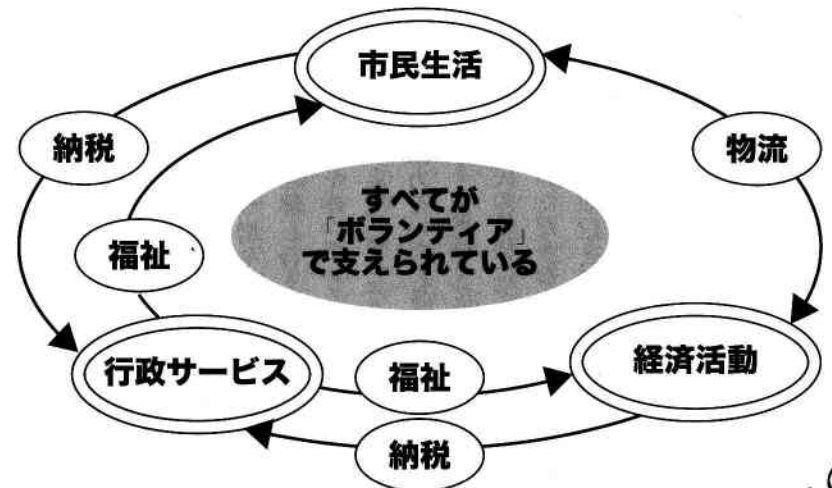 市民生活
納税
物流
すべてが
「ボランティア」
で支えられている
福祉
行政サービス
福祉
経済活動
納税